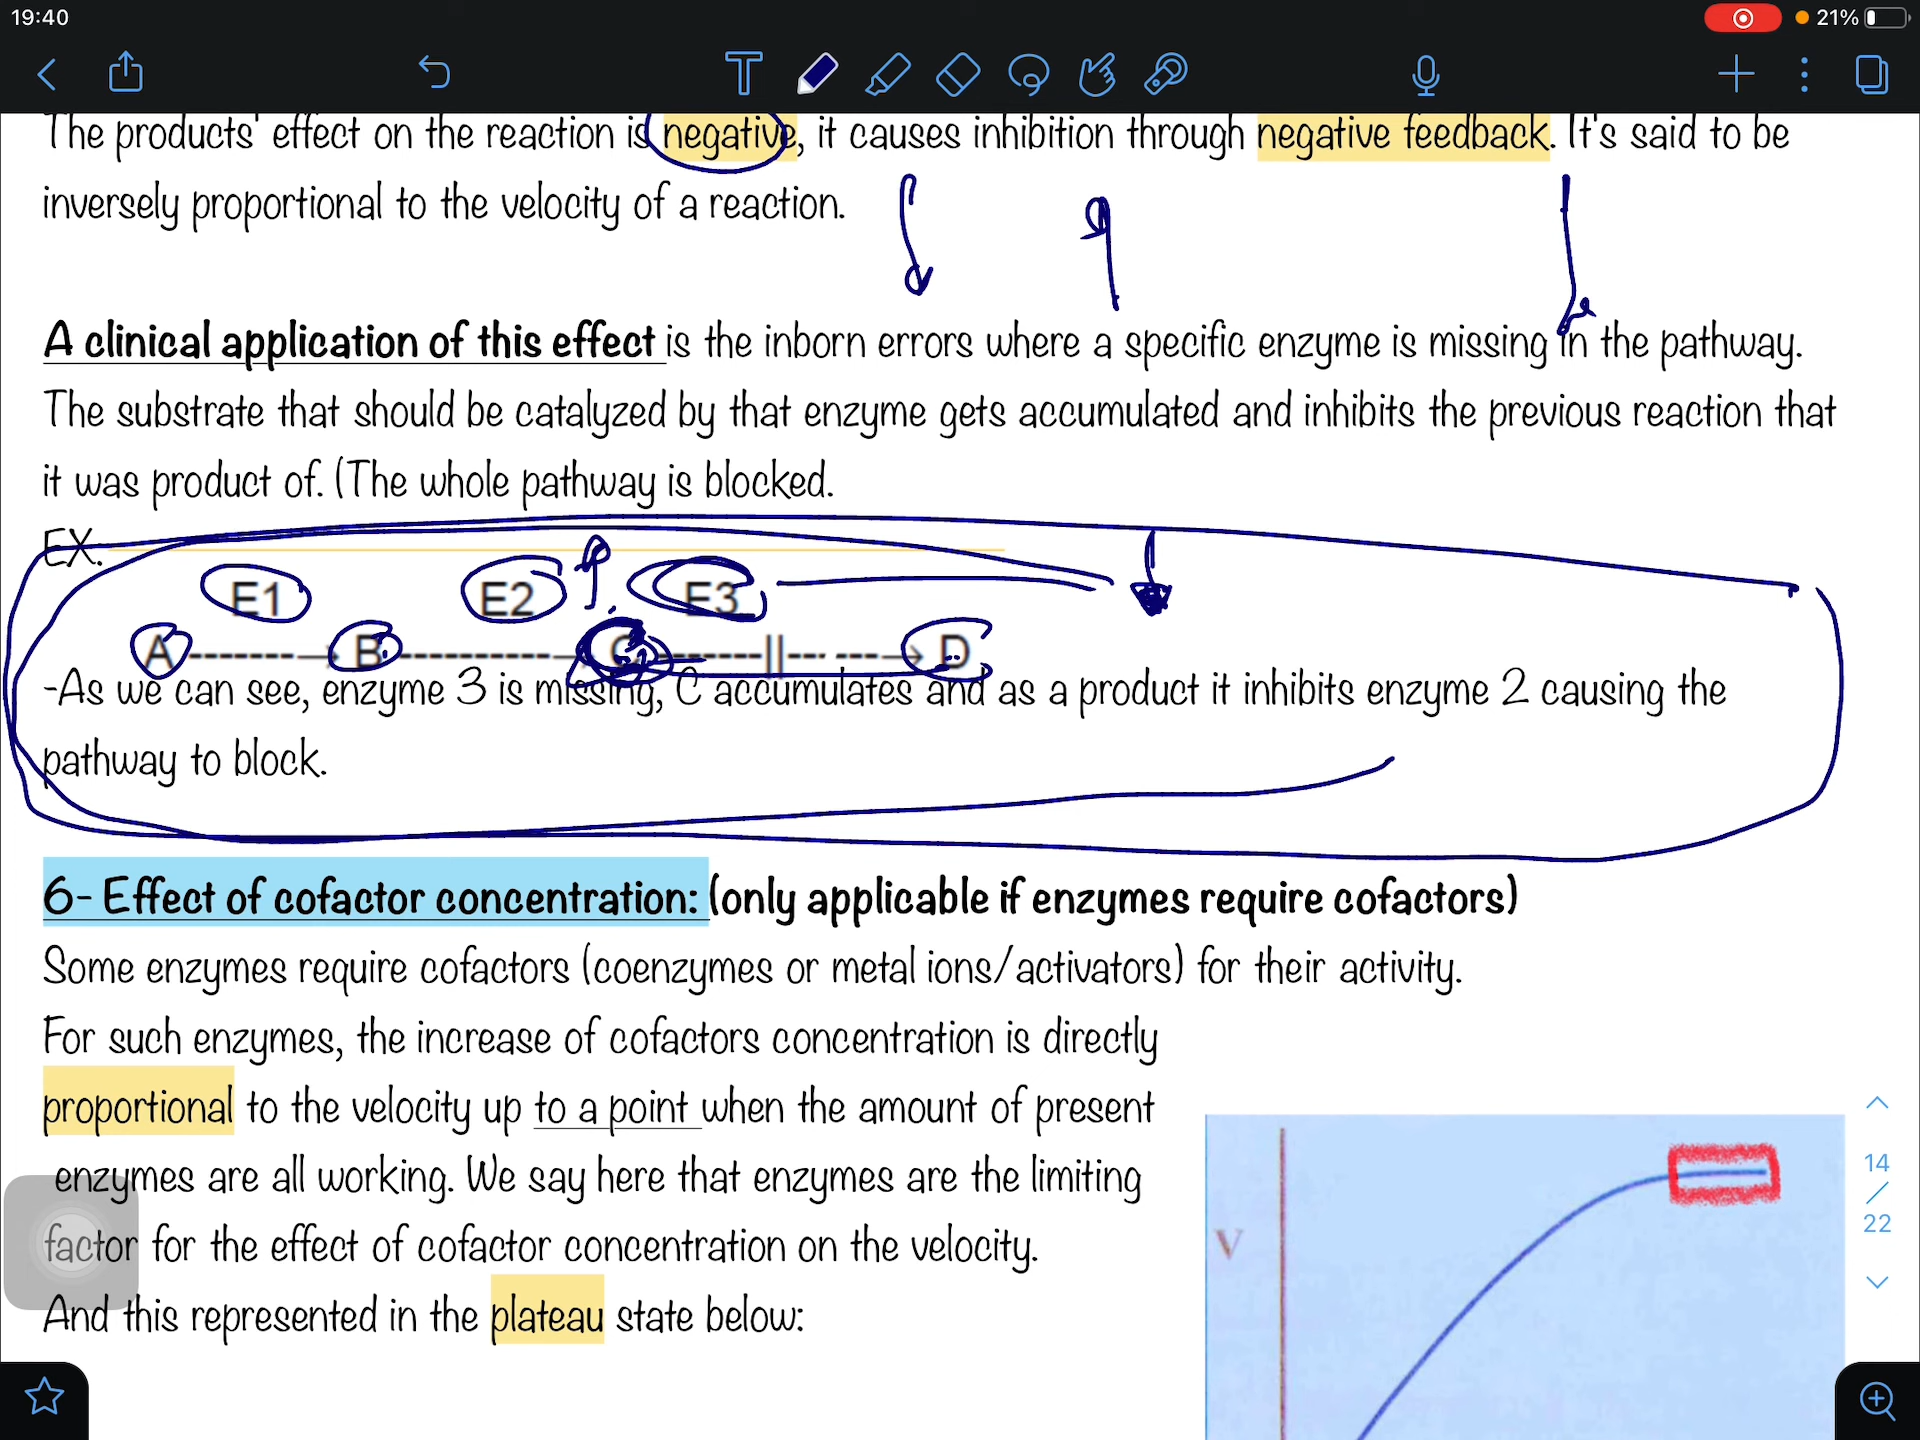 19:40
21%
T
The products' effect on the reaction is negative, it causes inhibition through negative feedback. It's said to be
inversely proportional to the velocity of a reaction.
A clinical application of this effect is the inborn errors where a specific enzyme is missing in the pathway.
The substrate that should be catalyzed by that enzyme gets accumulated and inhibits the previous reaction that
it was product of. (The whole pathway is blocked.
EX:
E1 E2 E3
A --------→ B -----------→ C -------||--- ---→ D
-As we can see, enzyme 3 is missing, C accumulates and as a product it inhibits enzyme 2 causing the
pathway to block.
6- Effect of cofactor concentration: (only applicable if enzymes require cofactors)
Some enzymes require cofactors (coenzymes or metal ions/activators) for their activity.
For such enzymes, the increase of cofactors concentration is directly
proportional to the velocity up to a point when the amount of present
enzymes are all working. We say here that enzymes are the limiting
factor for the effect of cofactor concentration on the velocity.
And this represented in the plateau state below:
V
14
/
22